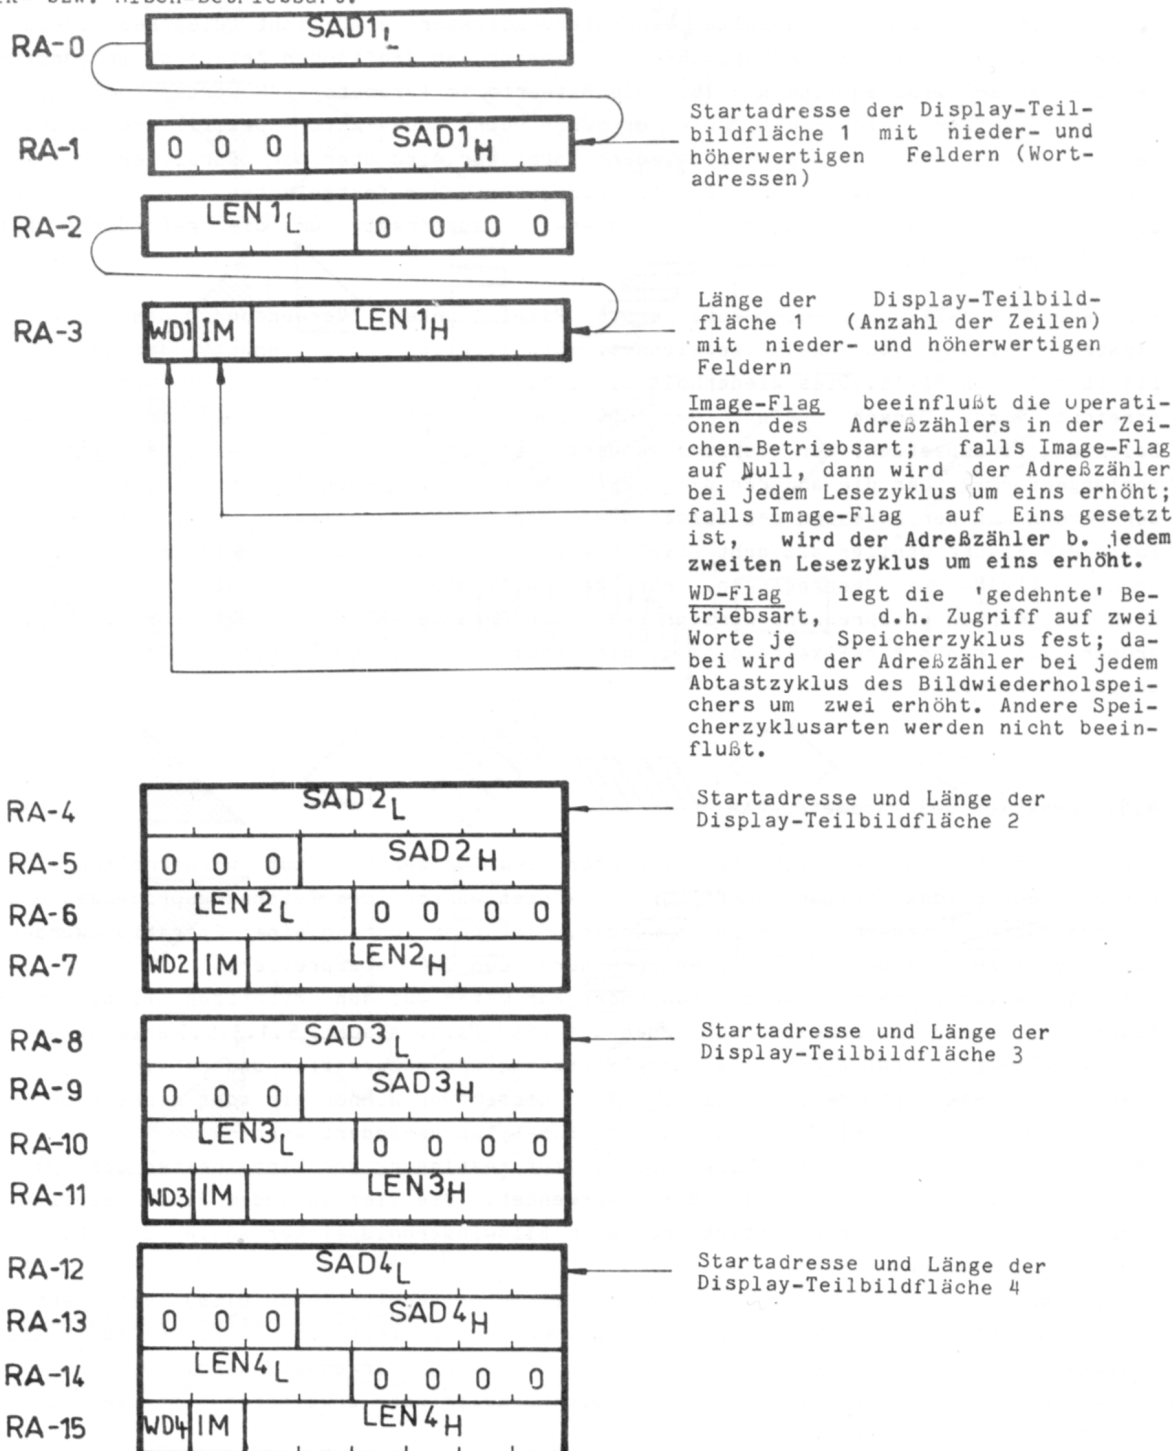 bzw. Misch-Betriebsart.
RA-0 SAD1L
RA-1 0 0 0 SAD1H
Startadresse der Display-Teil-
bildfläche 1 mit nieder- und
höherwertigen Feldern (Wort-
adressen)
RA-2 LEN1L 0 0 0 0
RA-3 WD1 IM LEN1H
Länge der Display-Teilbild-
fläche 1 (Anzahl der Zeilen)
mit nieder- und höherwertigen
Feldern
Image-Flag beeinflußt die Operati-
onen des Adreßzählers in der Zei-
chen-Betriebsart; falls Image-Flag
auf Null, dann wird der Adreßzähler
bei jedem Lesezyklus um eins erhöht;
falls Image-Flag auf Eins gesetzt
ist, wird der Adreßzähler b. jedem
zweiten Lesezyklus um eins erhöht.
WD-Flag legt die 'gedehnte' Be-
triebsart, d.h. Zugriff auf zwei
Worte je Speicherzyklus fest; da-
bei wird der Adreßzähler bei jedem
Abtastzyklus des Bildwiederholspei-
chers um zwei erhöht. Andere Spei-
cherzyklusarten werden nicht beein-
flußt.
RA-4 SAD2L
Startadresse und Länge der
Display-Teilbildfläche 2
RA-5 0 0 0 SAD2H
RA-6 LEN2L 0 0 0 0
RA-7 WD2 IM LEN2H
RA-8 SAD3L
Startadresse und Länge der
Display-Teilbildfläche 3
RA-9 0 0 0 SAD3H
RA-10 LEN3L 0 0 0 0
RA-11 WD3 IM LEN3H
RA-12 SAD4L
Startadresse und Länge der
Display-Teilbildfläche 4
RA-13 0 0 0 SAD4H
RA-14 LEN4L 0 0 0 0
RA-15 WD4 IM LEN4H